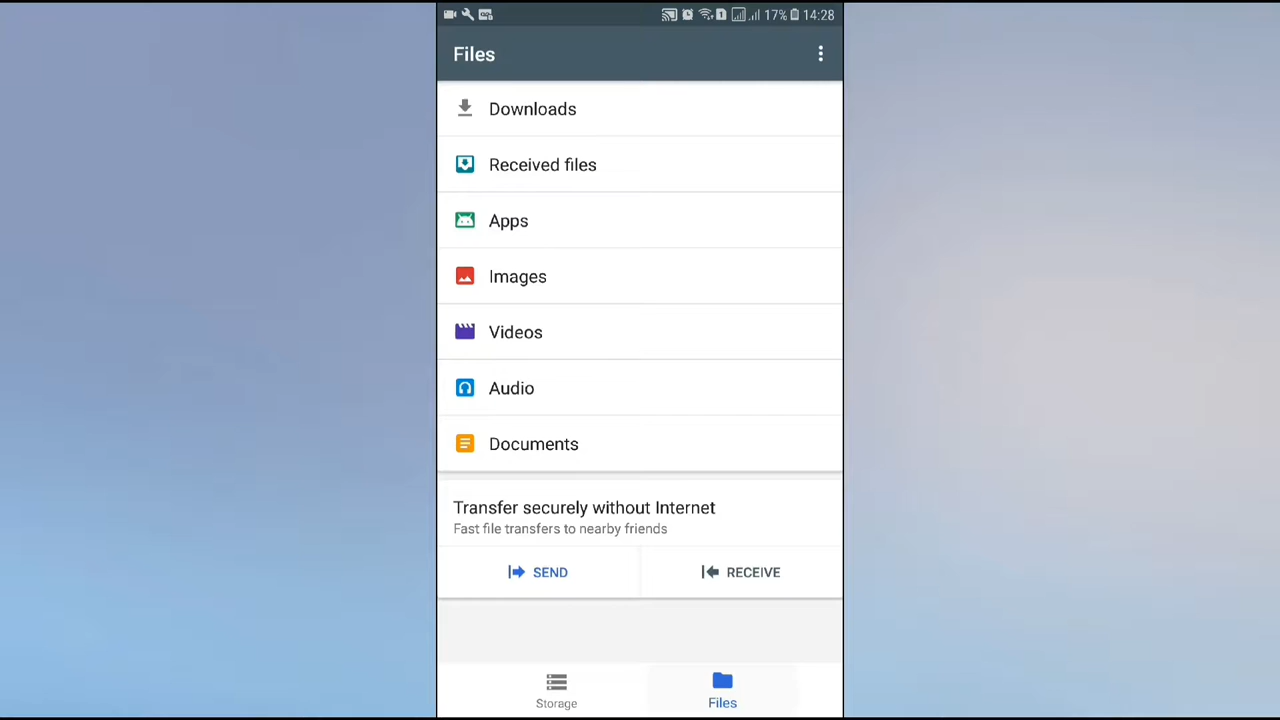 17% 14:28
Files
Downloads
Received files
Apps
Images
Videos
Audio
Documents
Transfer securely without Internet
Fast file transfers to nearby friends
SEND RECEIVE
Storage Files